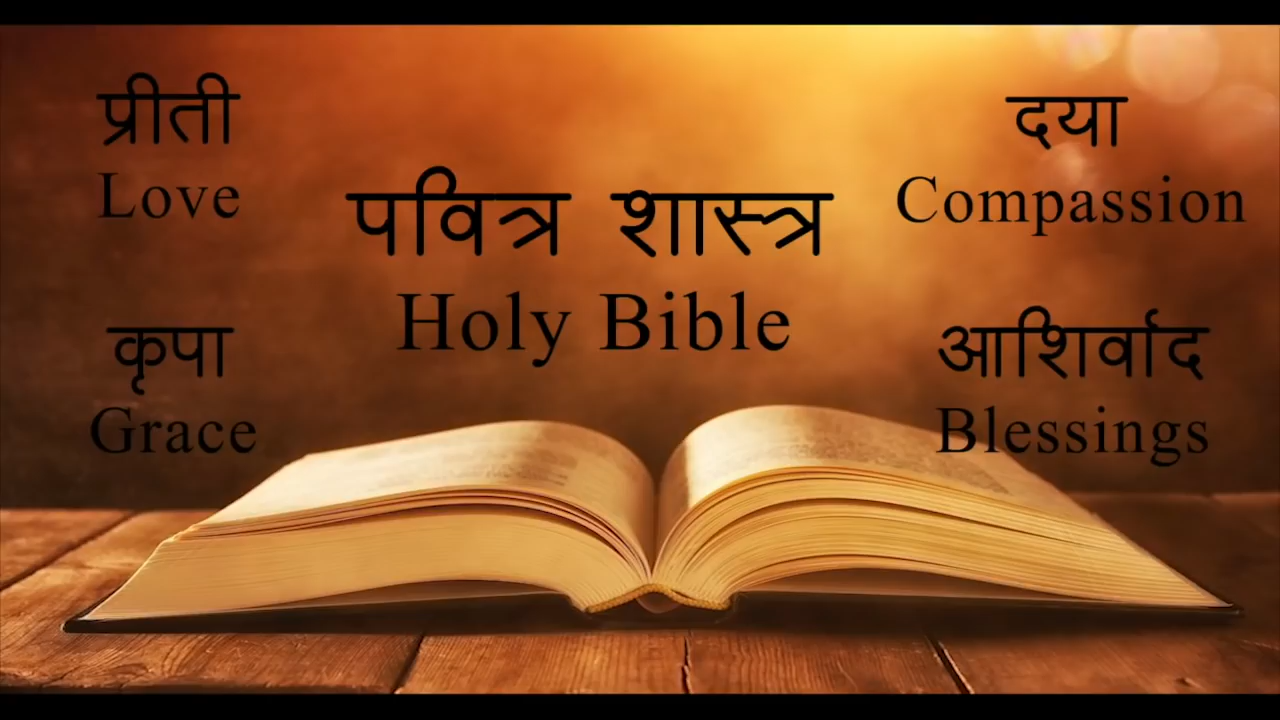 प्रीती
Love
दया
Compassion
पवित्र शास्त्र
Holy Bible
कृपा
Grace
आशिर्वाद
Blessings